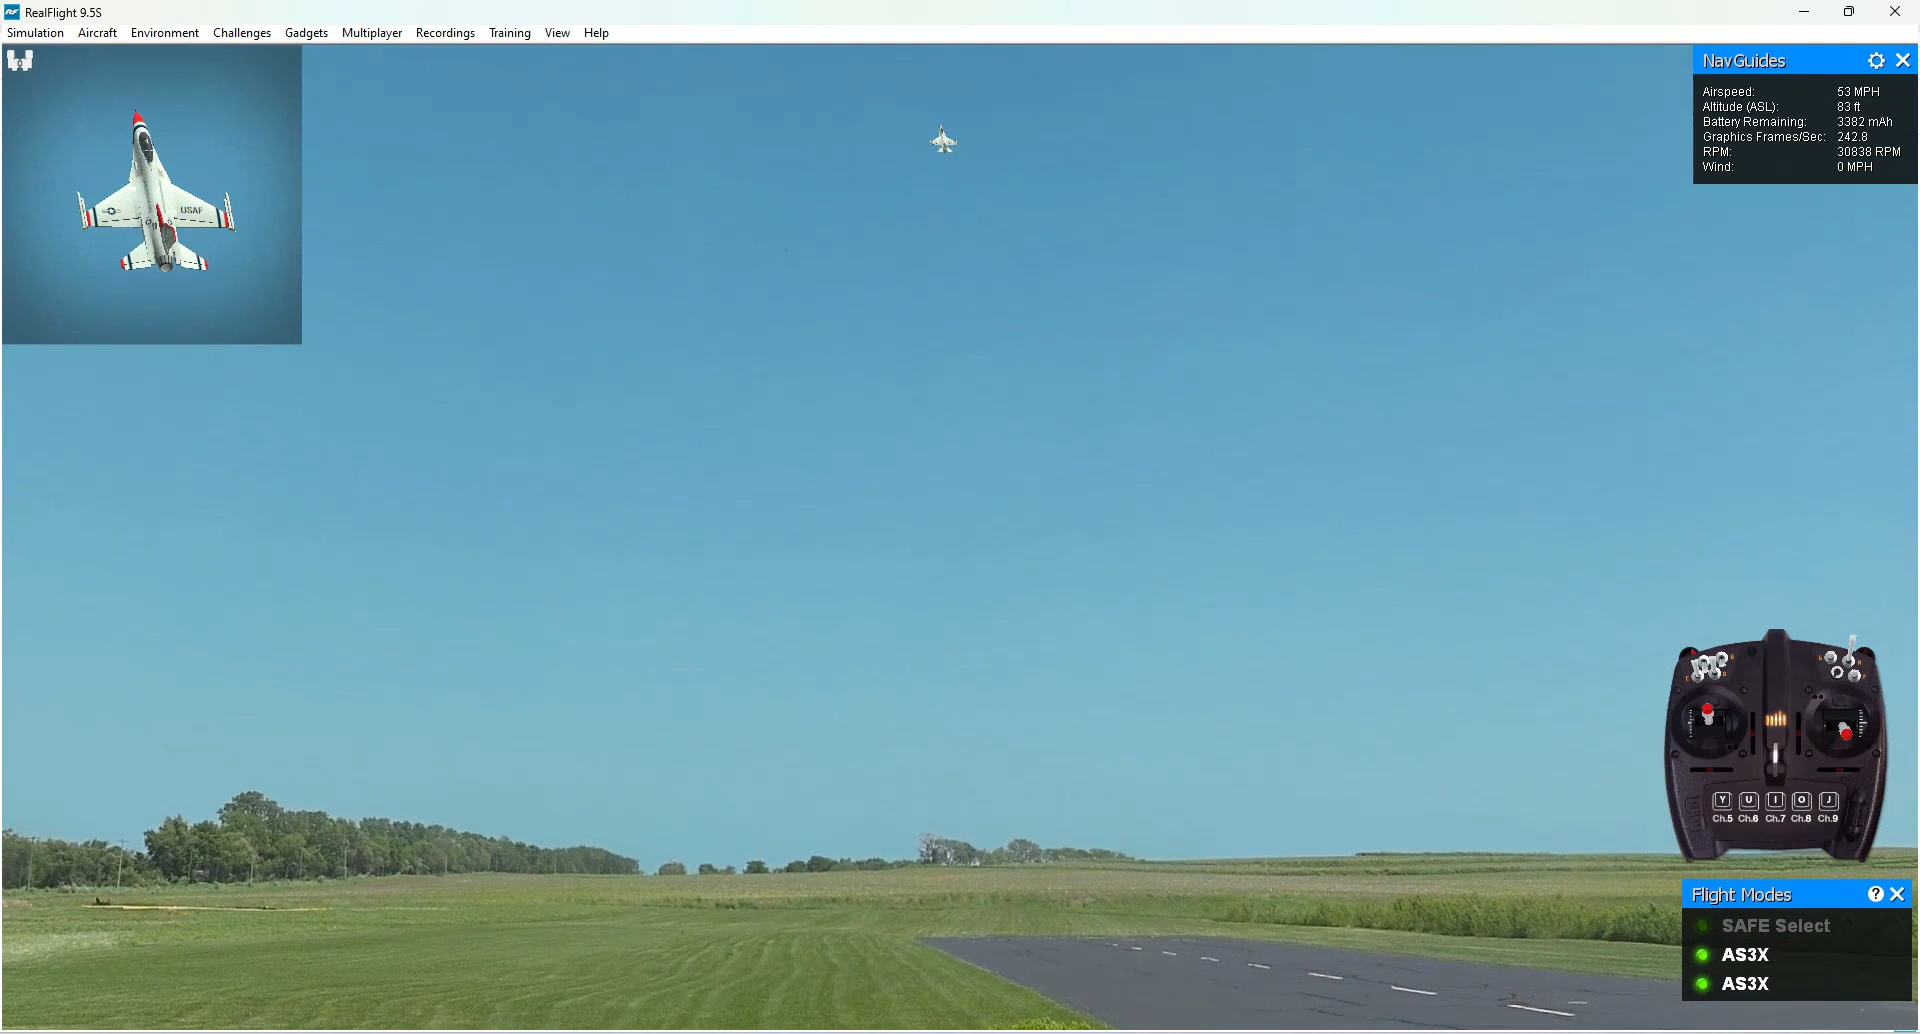 RF RealFlight 9.5S
Simulation Aircraft Environment Challenges Gadgets Multiplayer Recordings Training View Help
NavGuides
Airspeed: 53 MPH
Altitude (ASL): 83 ft
Battery Remaining: 3382 mAh
Graphics Frames/Sec: 242.8
RPM: 30838 RPM
Wind: 0 MPH
USAF
Y U I O J
Ch.5 Ch.6 Ch.7 Ch.8 Ch.9
Flight Modes ?
SAFE Select
AS3X
AS3X